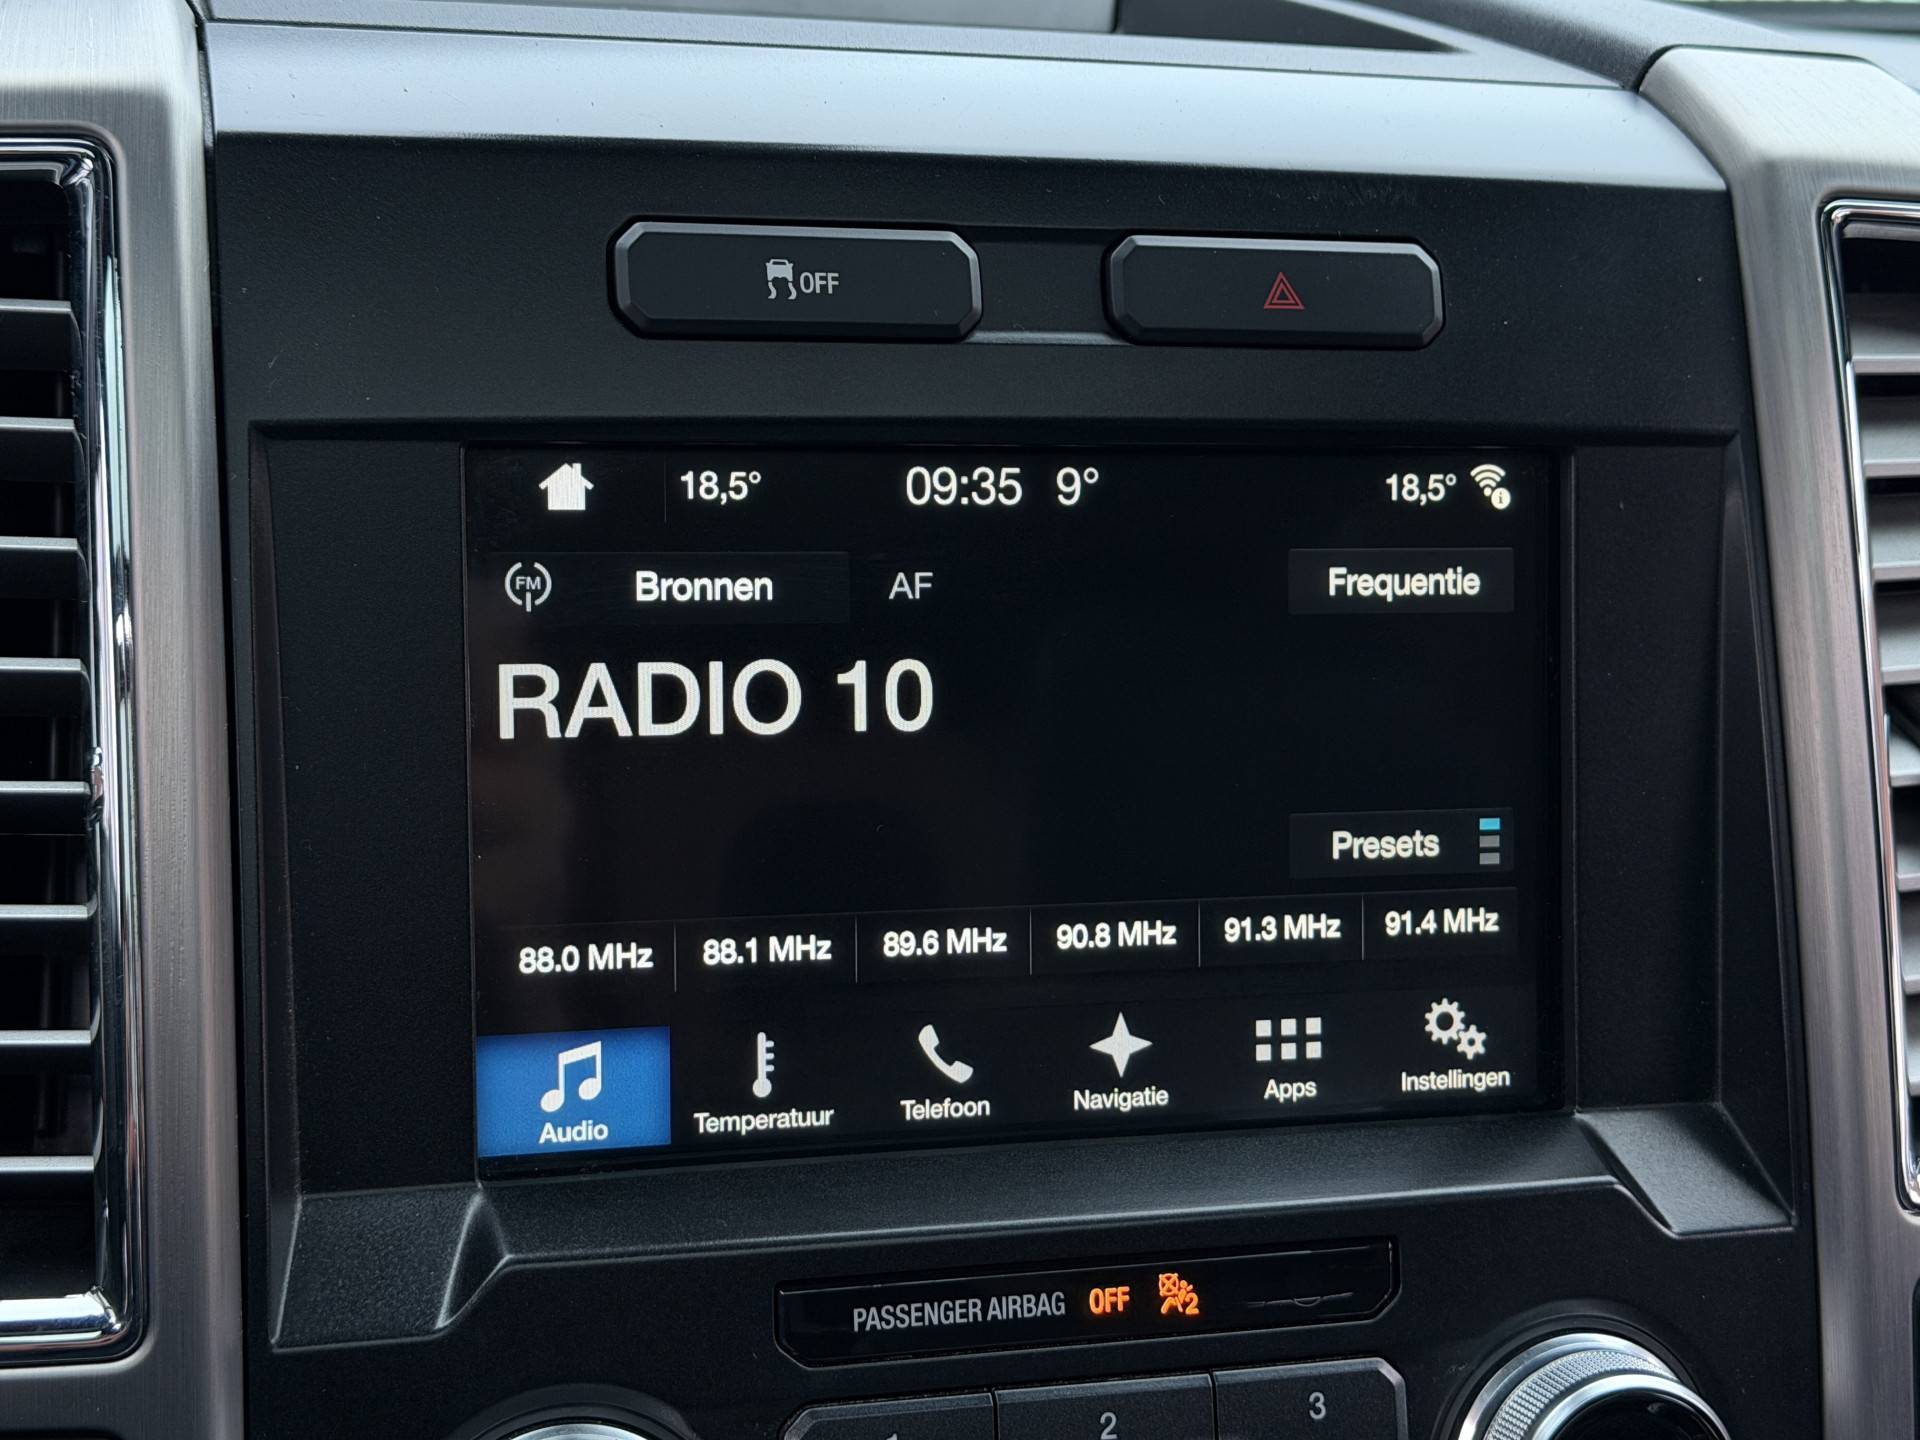 OFF
18,5° 09:35 9° 18,5°
FM Bronnen AF Frequentie
RADIO 10
Presets
88.0 MHz 88.1 MHz 89.6 MHz 90.8 MHz 91.3 MHz 91.4 MHz
Audio Temperatuur Telefoon Navigatie Apps Instellingen
PASSENGER AIRBAG OFF 2
1 2 3